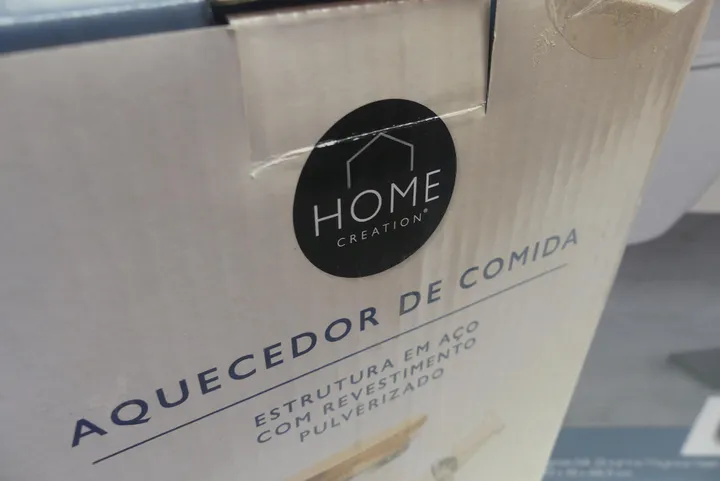 HOME
CREATION®
AQUECEDOR DE COMIDA
ESTRUTURA EM AÇO
COM REVESTIMENTO
PULVERIZADO